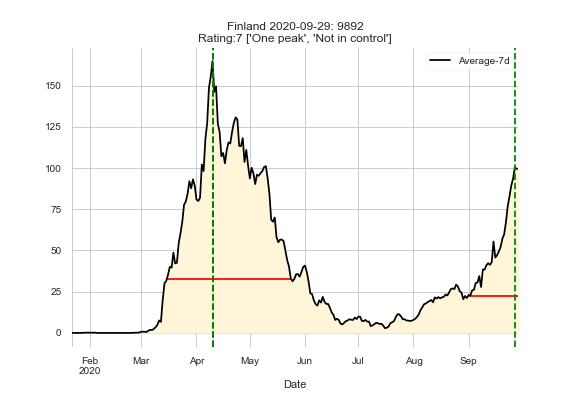 Finland 2020-09-29: 9892
Rating:7 ['One peak', 'Not in control']
Average-7d
150
125
100
75
50
25
0
Feb Mar Apr May Jun Jul Aug Sep
2020
Date